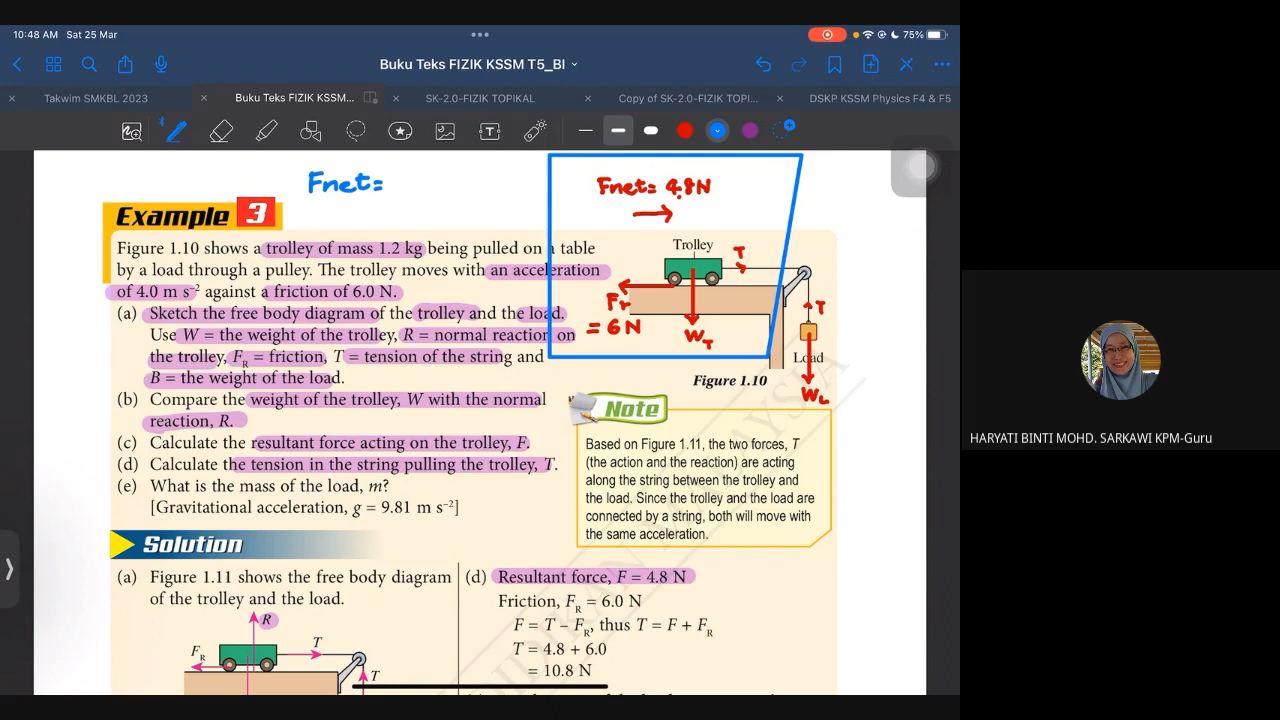 10:48 AM Sat 25 Mar
75%
Buku Teks FIZIK KSSM T5_BI
Takwim SMKBL 2023
Buku Teks FIZIK KSSM...
SK-2.0-FIZIK TOPIKAL
Copy of SK-2.0-FIZIK TOPI...
DSKP KSSM Physics F4 & F5
Fnet=
Fnet= 4.8N
Example 3
Figure 1.10 shows a trolley of mass 1.2 kg being pulled on a table
by a load through a pulley. The trolley moves with an acceleration
of 4.0 m s⁻² against a friction of 6.0 N.
(a) Sketch the free body diagram of the trolley and the load.
Use W = the weight of the trolley, R = normal reaction on
the trolley, F_R = friction, T = tension of the string and
B = the weight of the load.
(b) Compare the weight of the trolley, W with the normal
reaction, R.
(c) Calculate the resultant force acting on the trolley, F.
(d) Calculate the tension in the string pulling the trolley, T.
(e) What is the mass of the load, m?
[Gravitational acceleration, g = 9.81 m s⁻²]
Trolley
T
Fr
= 6N
W_T
T
Load
W_L
Figure 1.10
Note
Based on Figure 1.11, the two forces, T
(the action and the reaction) are acting
along the string between the trolley and
the load. Since the trolley and the load are
connected by a string, both will move with
the same acceleration.
Solution
(a) Figure 1.11 shows the free body diagram
of the trolley and the load.
R
F_R
T
T
(d) Resultant force, F = 4.8 N
Friction, F_R = 6.0 N
F = T – F_R, thus T = F + F_R
T = 4.8 + 6.0
= 10.8 N
HARYATI BINTI MOHD. SARKAWI KPM-Guru